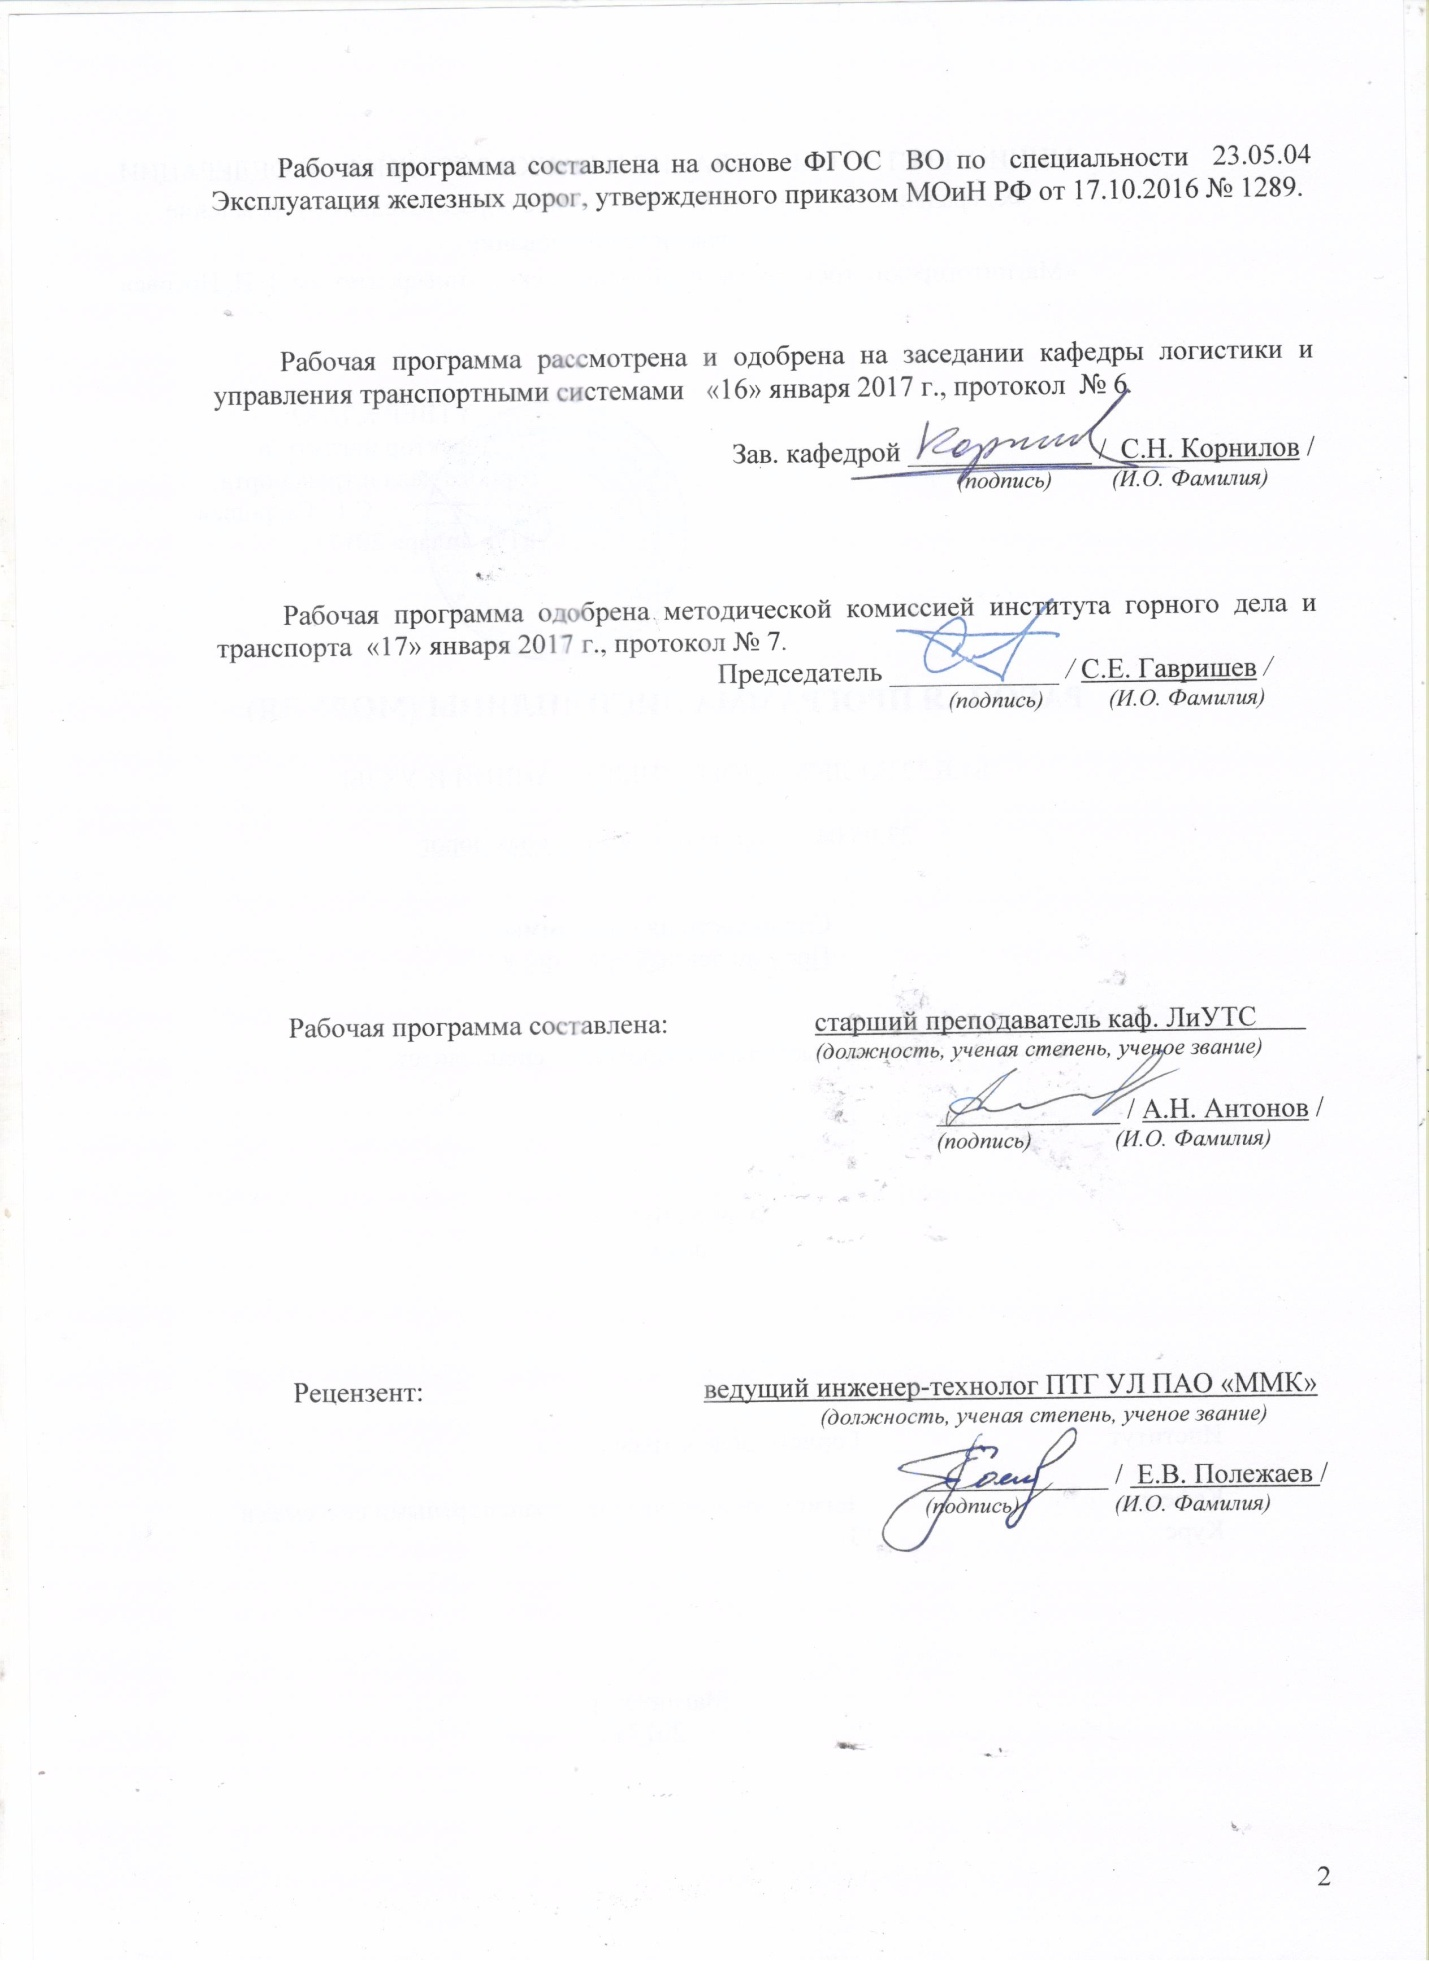 Рабочая программа составлена на основе ФГОС ВО по специальности 23.05.04
Эксплуатация железных дорог, утвержденного приказом МОиН РФ от 17.10.2016 № 1289.
Рабочая программа рассмотрена и одобрена на заседании кафедры логистики и
управления транспортными системами «16» января 2017 г., протокол № 6.
Зав. кафедрой ______________ / С.Н. Корнилов /
(подпись) (И.О. Фамилия)
Рабочая программа одобрена методической комиссией института горного дела и
транспорта «17» января 2017 г., протокол № 7.
Председатель _____________ / С.Е. Гавришев /
(подпись) (И.О. Фамилия)
Рабочая программа составлена: старший преподаватель каф. ЛиУТС
(должность, ученая степень, ученое звание)
______________ / А.Н. Антонов /
(подпись) (И.О. Фамилия)
Рецензент: ведущий инженер-технолог ПТГ УЛ ПАО «ММК»
(должность, ученая степень, ученое звание)
______________ / Е.В. Полежаев /
(подпись) (И.О. Фамилия)
2